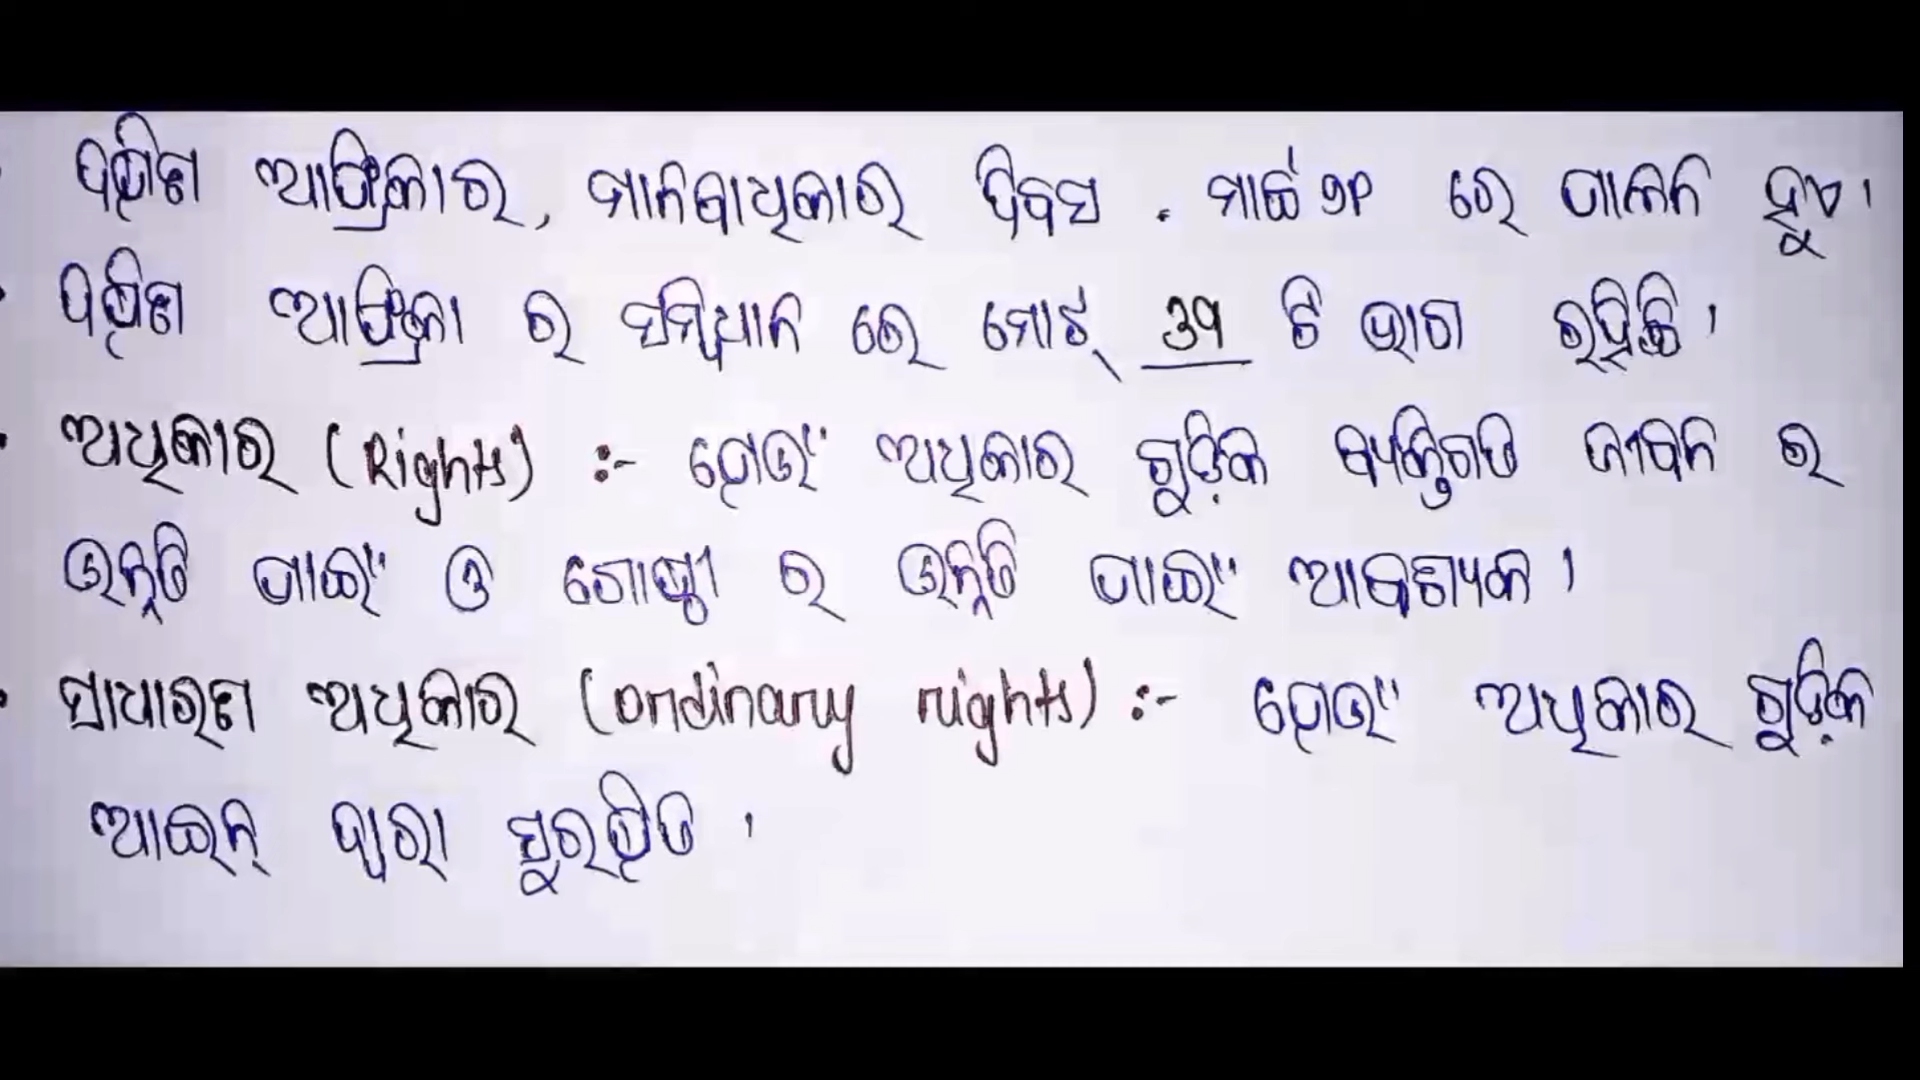 ଦକ୍ଷିଣ ଆଫ୍ରିକାର, ମାନବାଧିକାର ଦିବସ . ମାର୍ଚ୍ଚ ୨୧ ରେ ପାଳନ ହୁଏ ।
ଦକ୍ଷିଣ ଆଫ୍ରିକା ର ସମ୍ବିଧାନ ରେ ମୋଟ୍ ୩୩ ଟି ଭାଗ ରହିଛି ।
ଅଧିକାର (Rights) :- ଯେଉଁ ଅଧିକାର ଗୁଡ଼ିକ ବ୍ୟକ୍ତିଗତ ଜୀବନ ର
ଉନ୍ନତି ପାଇଁ ଓ ଗୋଷ୍ଠୀ ର ଉନ୍ନତି ପାଇଁ ଆବଶ୍ୟକ ।
ସାଧାରଣ ଅଧିକାର (ordinary rights) :- ଯେଉଁ ଅଧିକାର ଗୁଡ଼ିକ
ଆଇନ୍ ଦ୍ୱାରା ସୁରକ୍ଷିତ ।